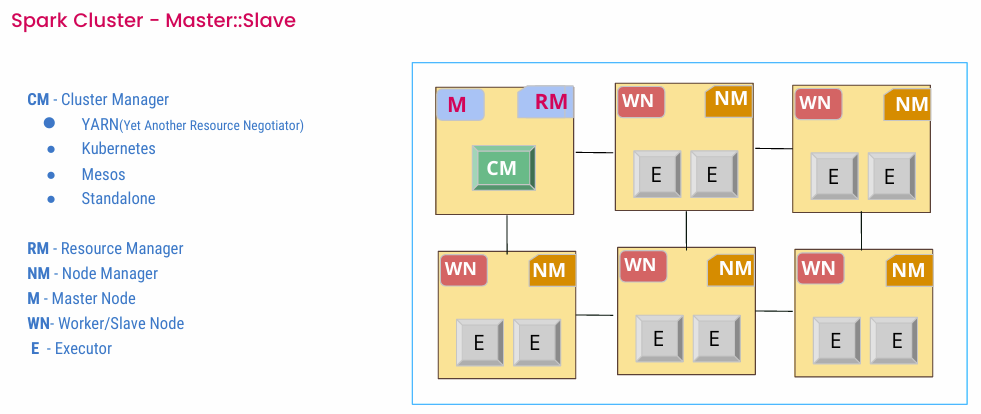 Spark Cluster - Master::Slave
CM - Cluster Manager
● YARN(Yet Another Resource Negotiator)
● Kubernetes
● Mesos
● Standalone
RM - Resource Manager
NM - Node Manager
M - Master Node
WN- Worker/Slave Node
E - Executor
M RM
CM
WN NM
E E
WN NM
E E
WN NM
E E
WN NM
E E
WN NM
E E